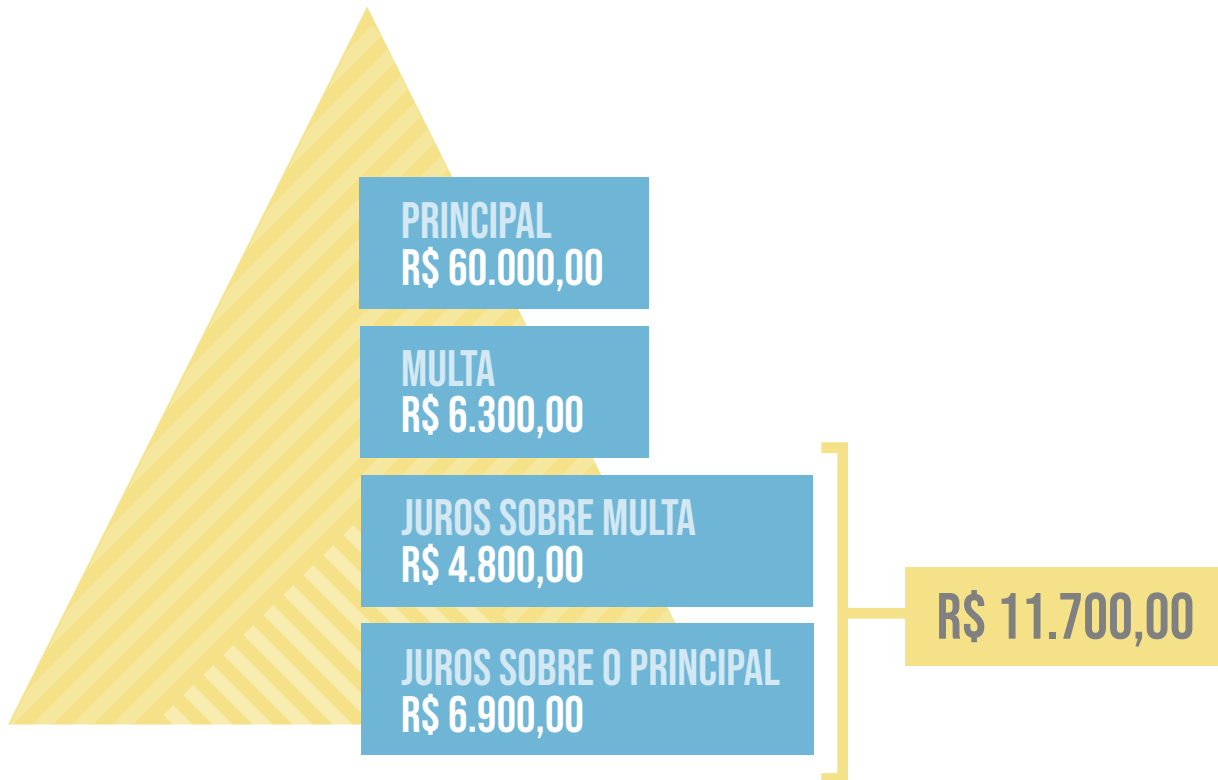 PRINCIPAL
R$ 60.000,00
MULTA
R$ 6.300,00
JUROS SOBRE MULTA
R$ 4.800,00
JUROS SOBRE O PRINCIPAL
R$ 6.900,00
R$ 11.700,00